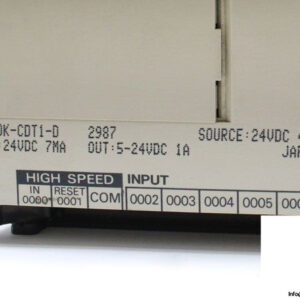 0K-CDT1-D 2987 SOURCE:24VDC
24VDC 7MA OUT:5-24VDC 1A
HIGH SPEED INPUT
IN 0000 RESET 0001 COM 0002 0003 0004 0005